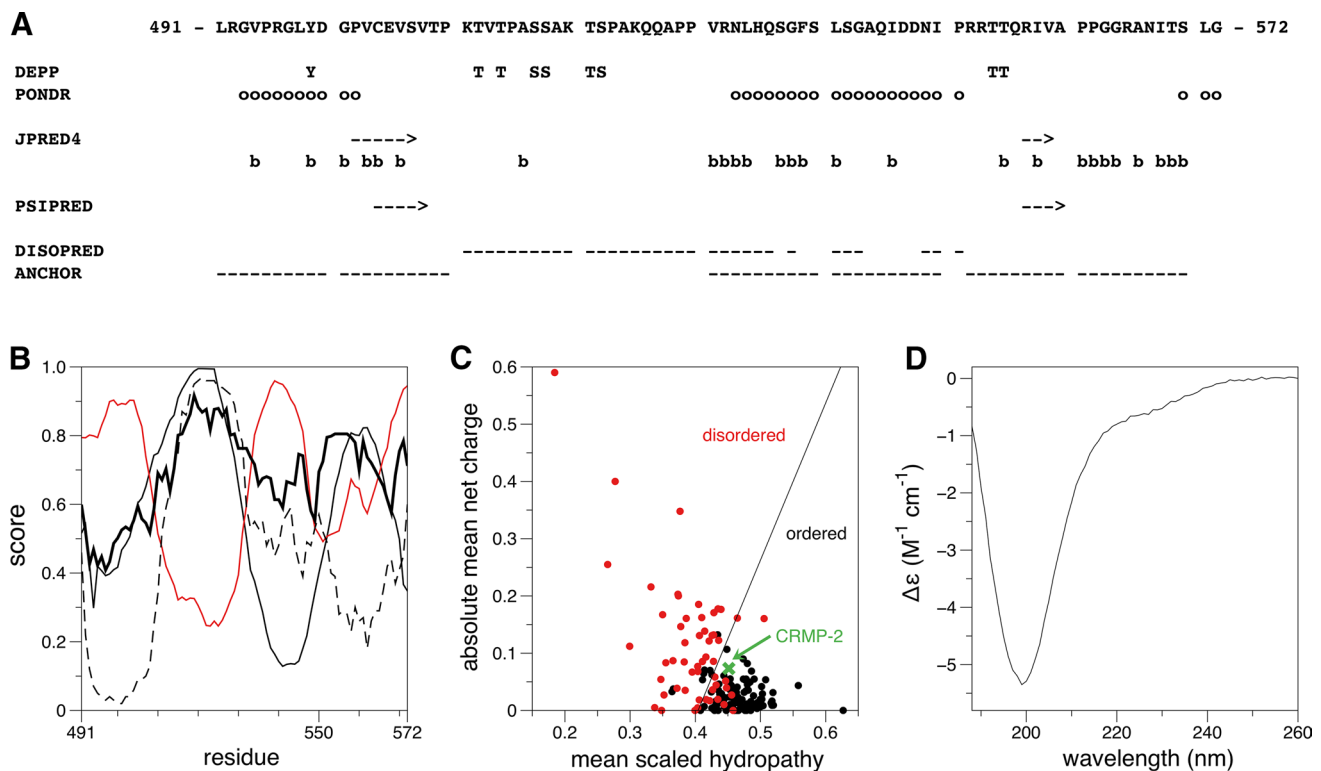 A
491 - LRGVPRGLYD GPVCEVSVTP KTVTPASSAK TSPAKQQAPP VRNLHQSGFS LSGAQIDDNI PRRTTQRIVA PPGGRANITS LG - 572
DEPP Y T T SS TS TT
PONDR oooooooo oo oooooooo oooooooooo o o oo
JPRED4 -----> -->
b b b bb b b bbbb bbb b b b b bbbb b bbb
PSIPRED ----> --->
DISOPRED ---------- ---------- ------ - --- -- -
ANCHOR ---------- ---------- ---------- ---------- --------- ----------
B
score
1.0
0.8
0.6
0.4
0.2
0
491
550
572
residue
C
absolute mean net charge
0.6
0.5
0.4
0.3
0.2
0.1
0
disordered
ordered
CRMP-2
0.2
0.3
0.4
0.5
0.6
mean scaled hydropathy
D
Δε (M⁻¹ cm⁻¹)
0
−1
−2
−3
−4
−5
200
220
240
260
wavelength (nm)